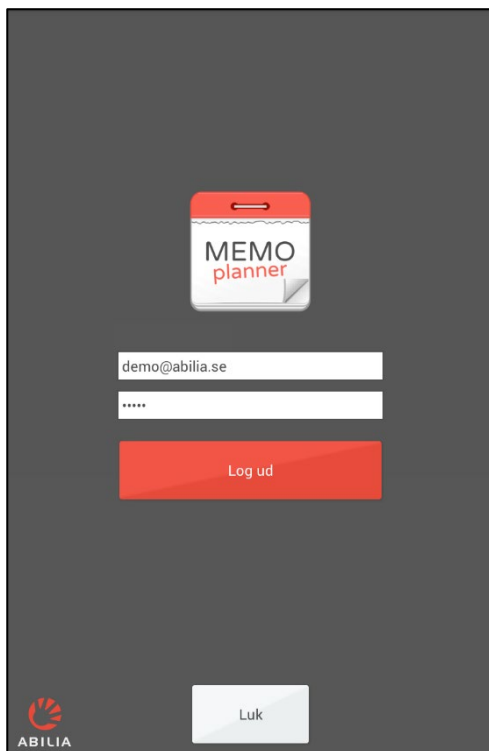 MEMO
planner
demo@abilia.se
•••••
Log ud
Luk
ABILIA